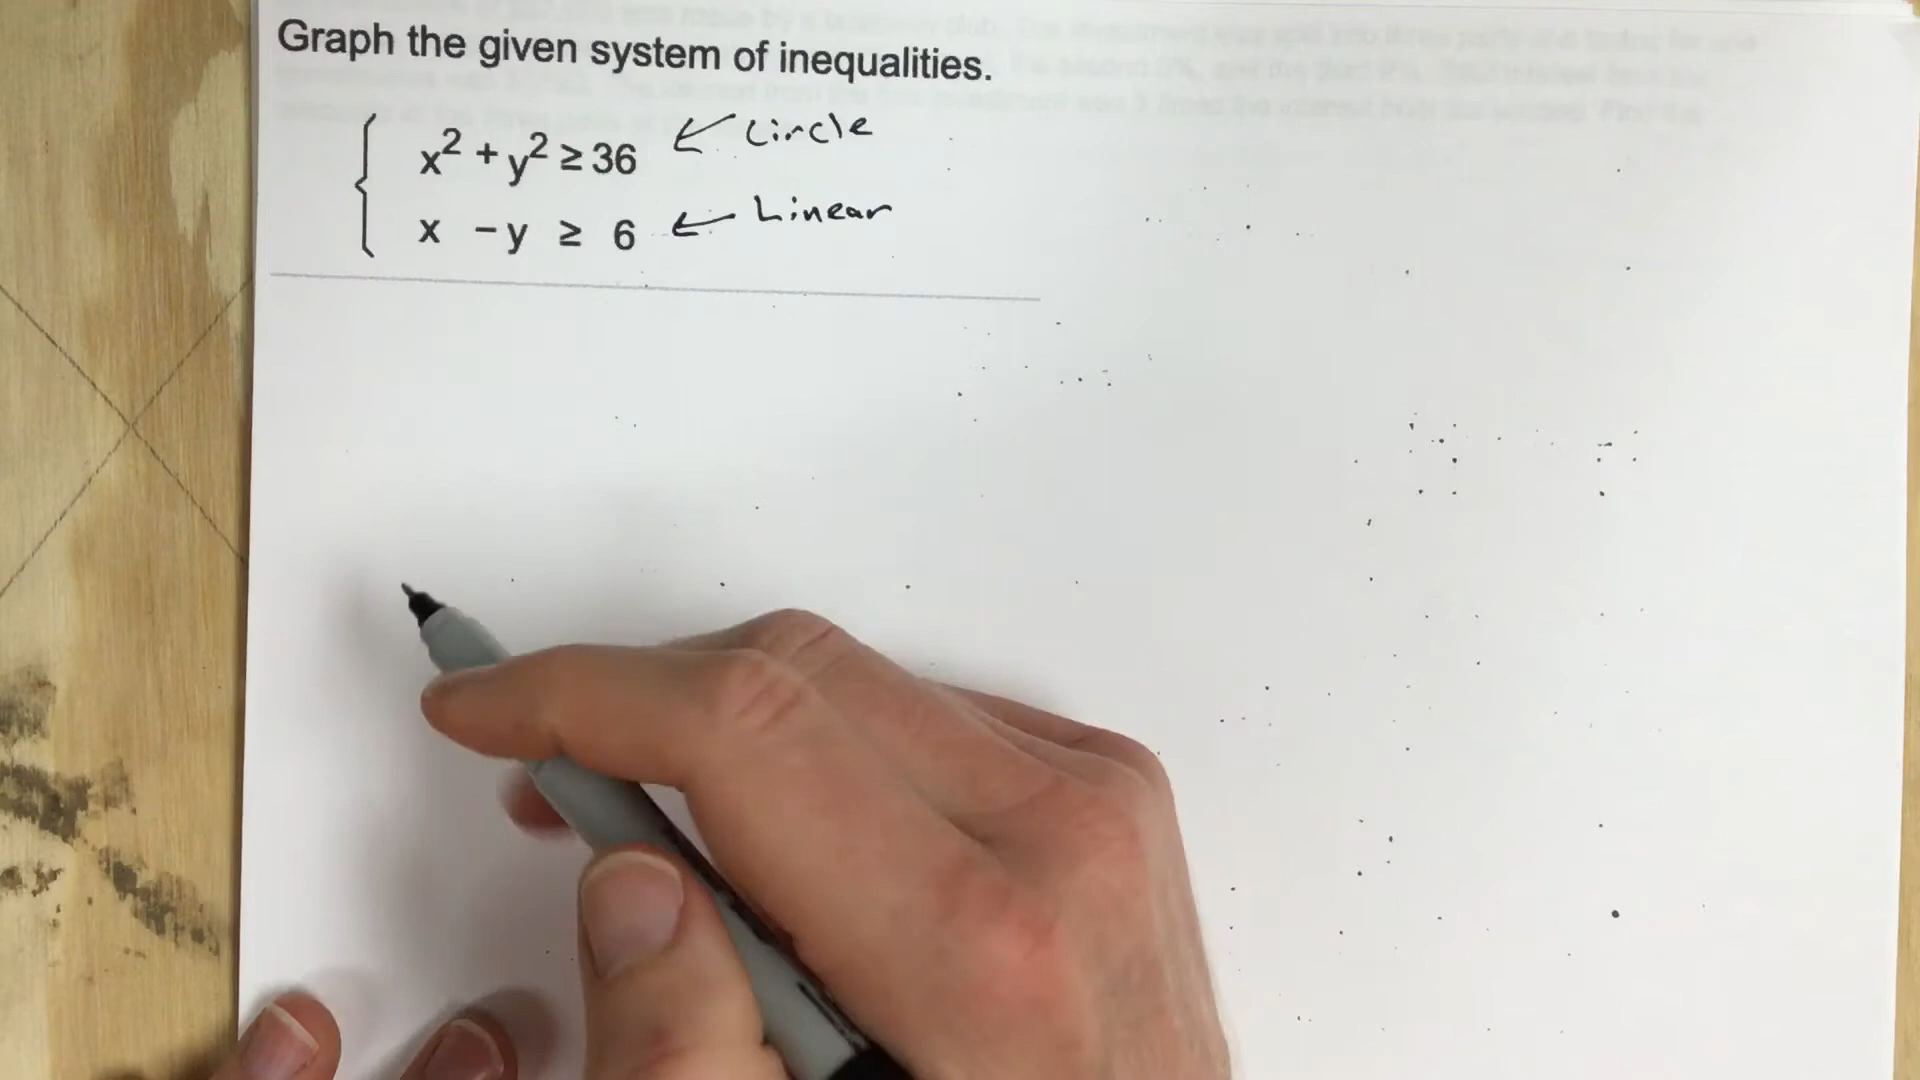 Graph the given system of inequalities.
x² + y² ≥ 36 ← Circle
x - y ≥ 6 ← Linear